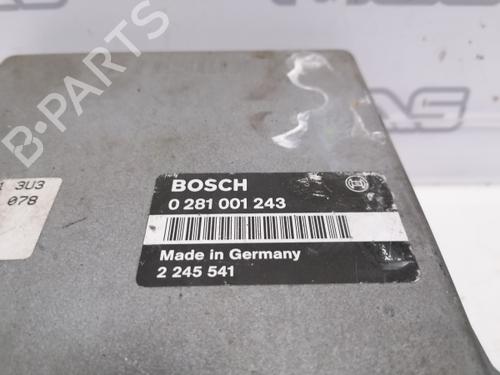 B-PARTS
3U3
078
BOSCH
0 281 001 243
Made in Germany
2 245 541